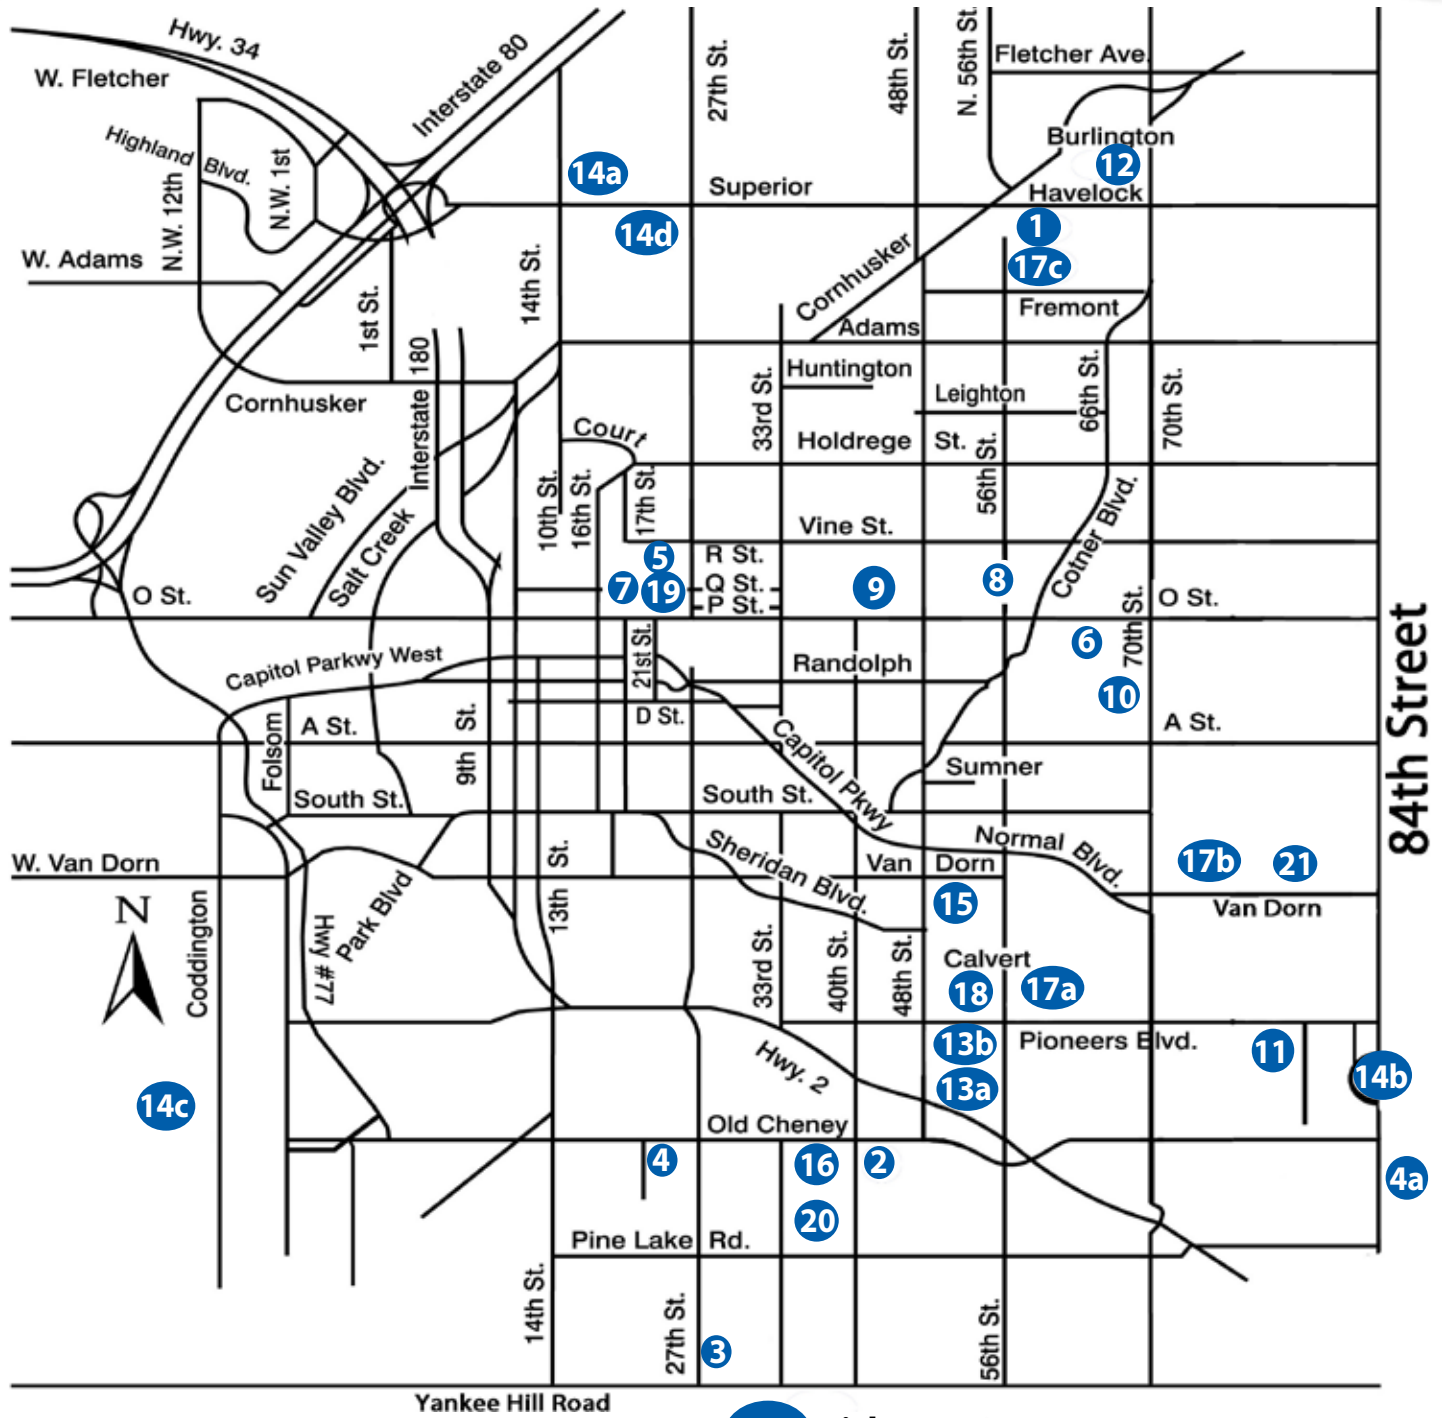 Hwy. 34
W. Fletcher
Interstate 80
27th St.
48th St.
N. 56th St.
Fletcher Ave.
Highland Blvd.
N.W. 1st
N.W. 12th
14a
Burlington
12
Superior
Havelock
14d
1
17c
W. Adams
1st St.
14th St.
Cornhusker
Fremont
Adams
Interstate 180
Huntington
33rd St.
Leighton
66th St.
70th St.
Cornhusker
Court
Holdrege St.
56th St.
Sun Valley Blvd.
Salt Creek
10th St.
16th St.
17th St.
Vine St.
Cotner Blvd.
5
R St.
7
19
Q St.
P St.
9
8
O St.
O St.
84th Street
6
70th St.
21st St.
Capitol Parkwy West
Randolph
10
D St.
A St.
A St.
Folsom
9th St.
Capitol Pkwy
Sumner
South St.
South St.
Sheridan Blvd.
Normal Blvd.
W. Van Dorn
13th St.
Van Dorn
17b
21
Van Dorn
15
N
Coddington
Hwy #77
Park Blvd
33rd St.
40th St.
48th St.
Calvert
18
17a
13b
Pioneers Blvd.
11
Hwy. 2
14b
14c
13a
Old Cheney
4
16
2
4a
20
Pine Lake Rd.
14th St.
27th St.
56th St.
3
Yankee Hill Road